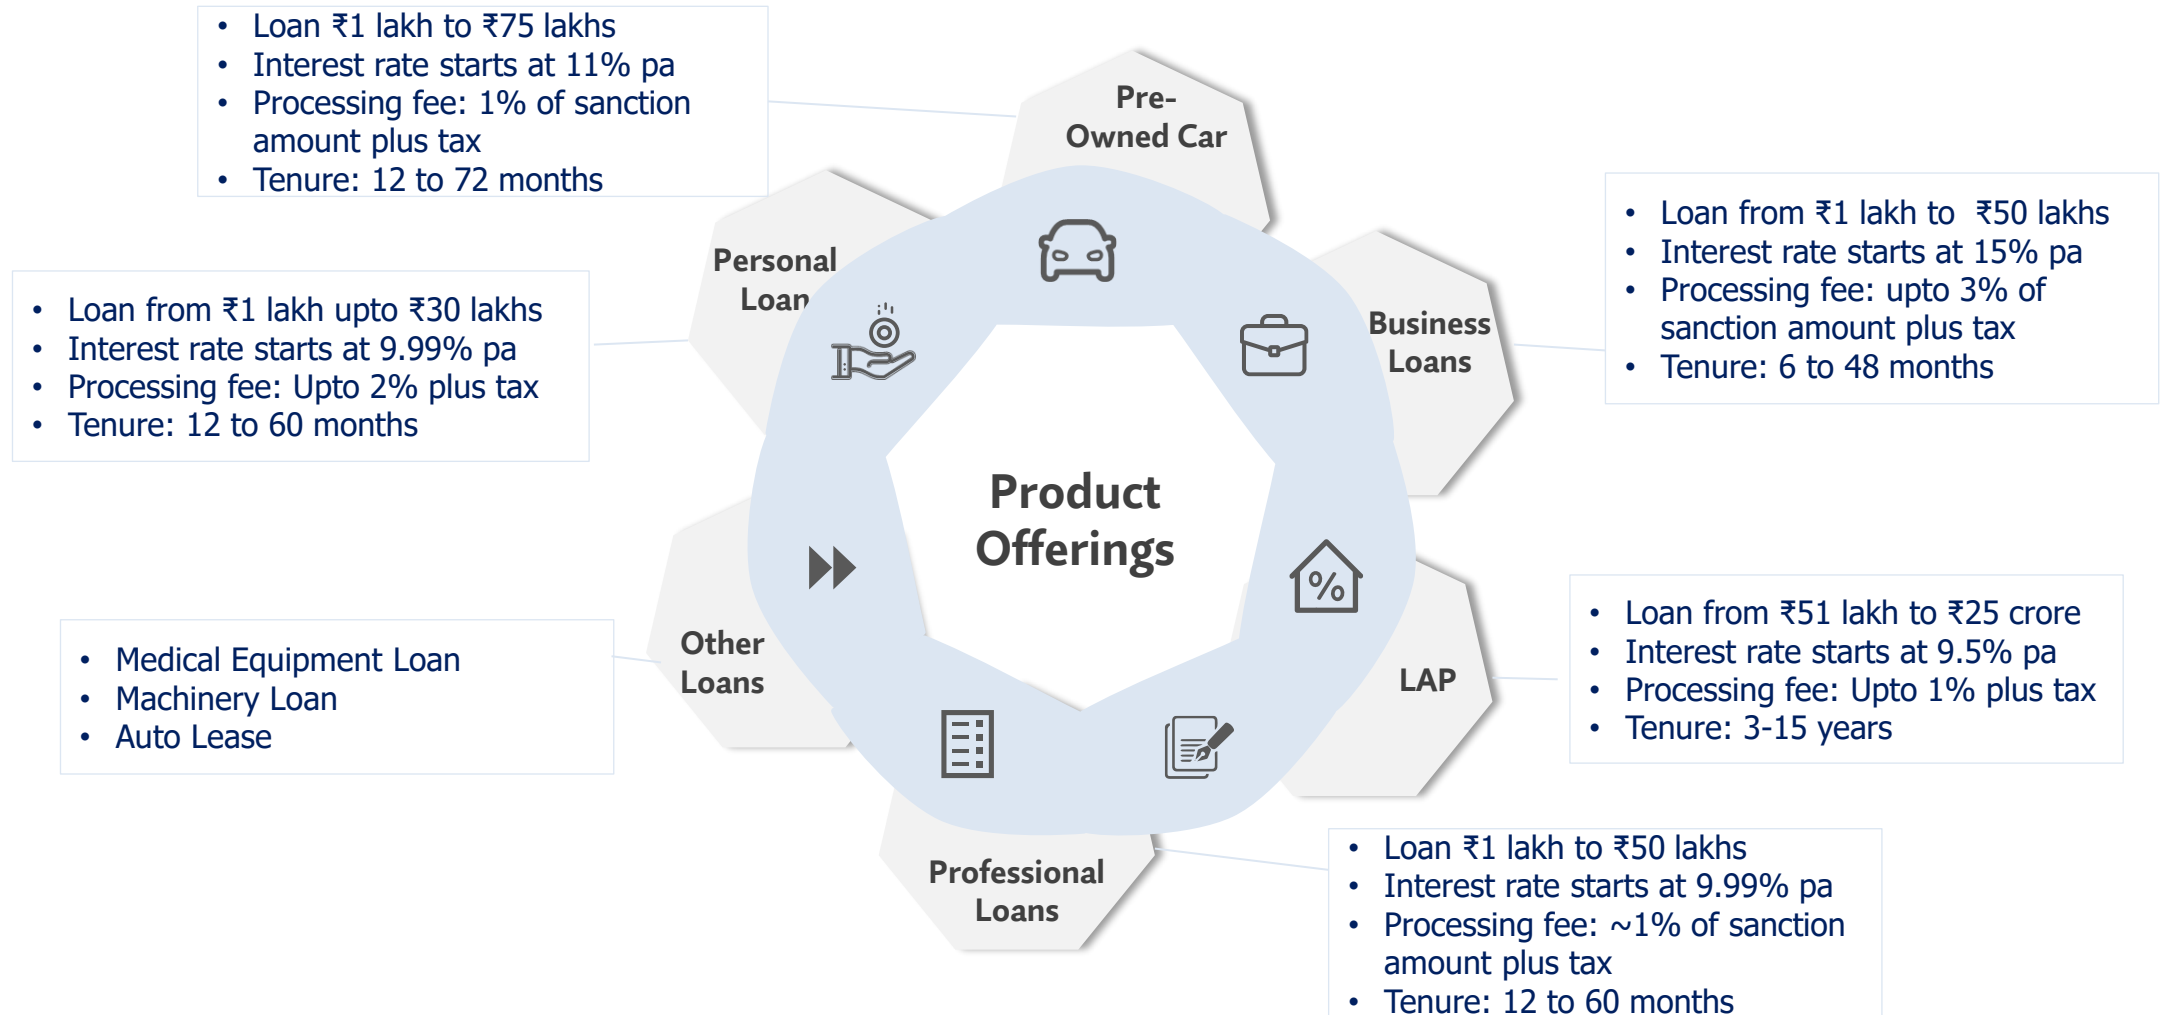 • Loan ₹1 lakh to ₹75 lakhs
• Interest rate starts at 11% pa
• Processing fee: 1% of sanction
amount plus tax
• Tenure: 12 to 72 months
Pre-
Owned Car
• Loan from ₹1 lakh to  ₹50 lakhs
• Interest rate starts at 15% pa
• Processing fee: upto 3% of
sanction amount plus tax
• Tenure: 6 to 48 months
Personal
Loan
• Loan from ₹1 lakh upto ₹30 lakhs
• Interest rate starts at 9.99% pa
• Processing fee: Upto 2% plus tax
• Tenure: 12 to 60 months
Business
Loans
Product
Offerings
%
• Loan from ₹51 lakh to ₹25 crore
• Interest rate starts at 9.5% pa
• Processing fee: Upto 1% plus tax
• Tenure: 3-15 years
LAP
Other
Loans
• Medical Equipment Loan
• Machinery Loan
• Auto Lease
Professional
Loans
• Loan ₹1 lakh to ₹50 lakhs
• Interest rate starts at 9.99% pa
• Processing fee: ~1% of sanction
amount plus tax
• Tenure: 12 to 60 months